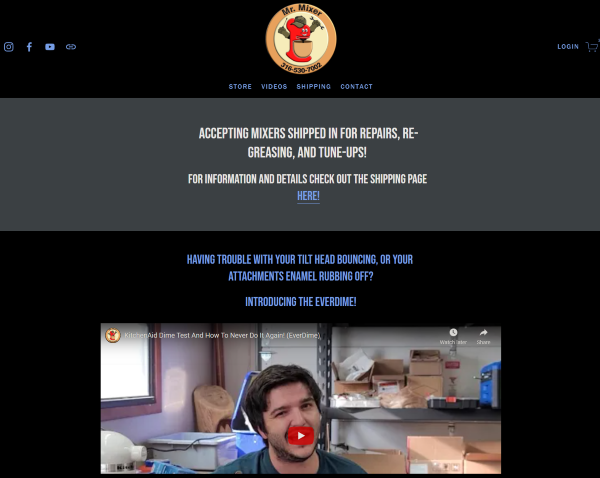 Mr. Mixer
316-530-7002
LOGIN
STORE VIDEOS SHIPPING CONTACT
ACCEPTING MIXERS SHIPPED IN FOR REPAIRS, RE-
GREASING, AND TUNE-UPS!
FOR INFORMATION AND DETAILS CHECK OUT THE SHIPPING PAGE
HERE!
HAVING TROUBLE WITH YOUR TILT HEAD BOUNCING, OR YOUR
ATTACHMENTS ENAMEL RUBBING OFF?
INTRODUCING THE EVERDIME!
KitchenAid Dime Test And How To Never Do It Again! (EverDime)
Watch later Share